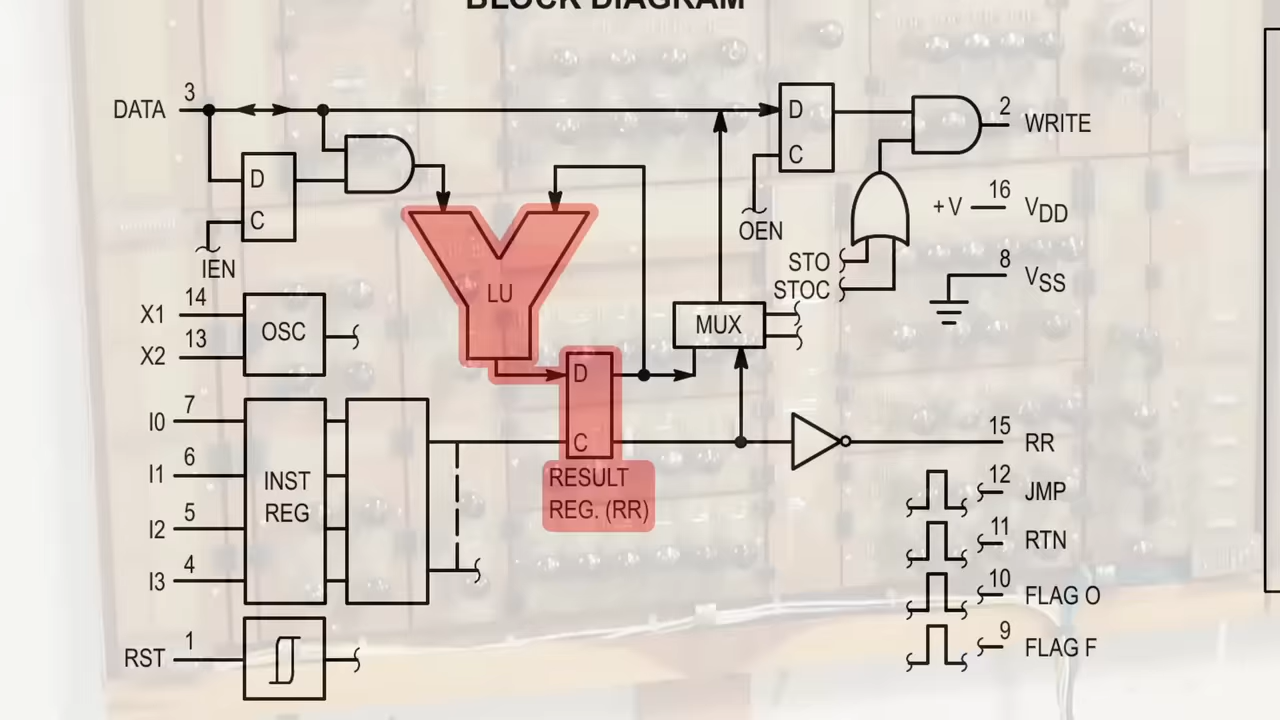 BLOCK DIAGRAM
DATA 3
D
C
IEN
X1 14
X2 13
OSC
I0 7
I1 6
I2 5
I3 4
INST
REG
RST 1
LU
D
C
RESULT
REG. (RR)
MUX
D
C
OEN
STO
STOC
2 WRITE
+V 16 VDD
8 VSS
15 RR
12 JMP
11 RTN
10 FLAG O
9 FLAG F